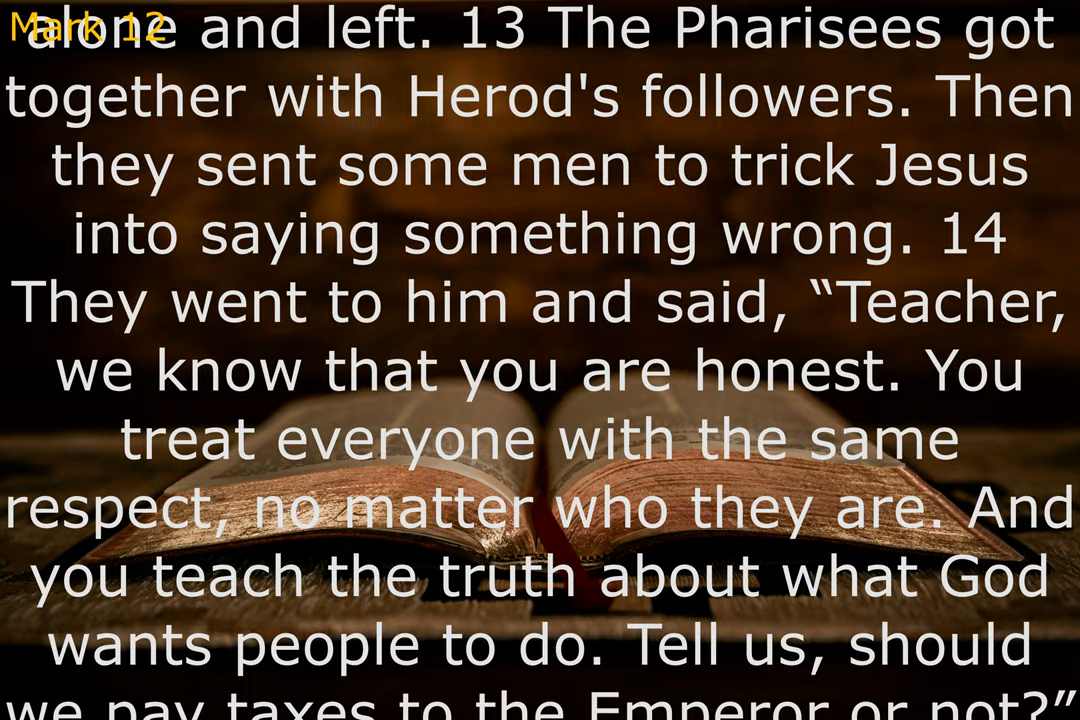 Mark 12
alone and left. 13 The Pharisees got
together with Herod's followers. Then
they sent some men to trick Jesus
into saying something wrong. 14
They went to him and said, “Teacher,
we know that you are honest. You
treat everyone with the same
respect, no matter who they are. And
you teach the truth about what God
wants people to do. Tell us, should
we pay taxes to the Emperor or not?”